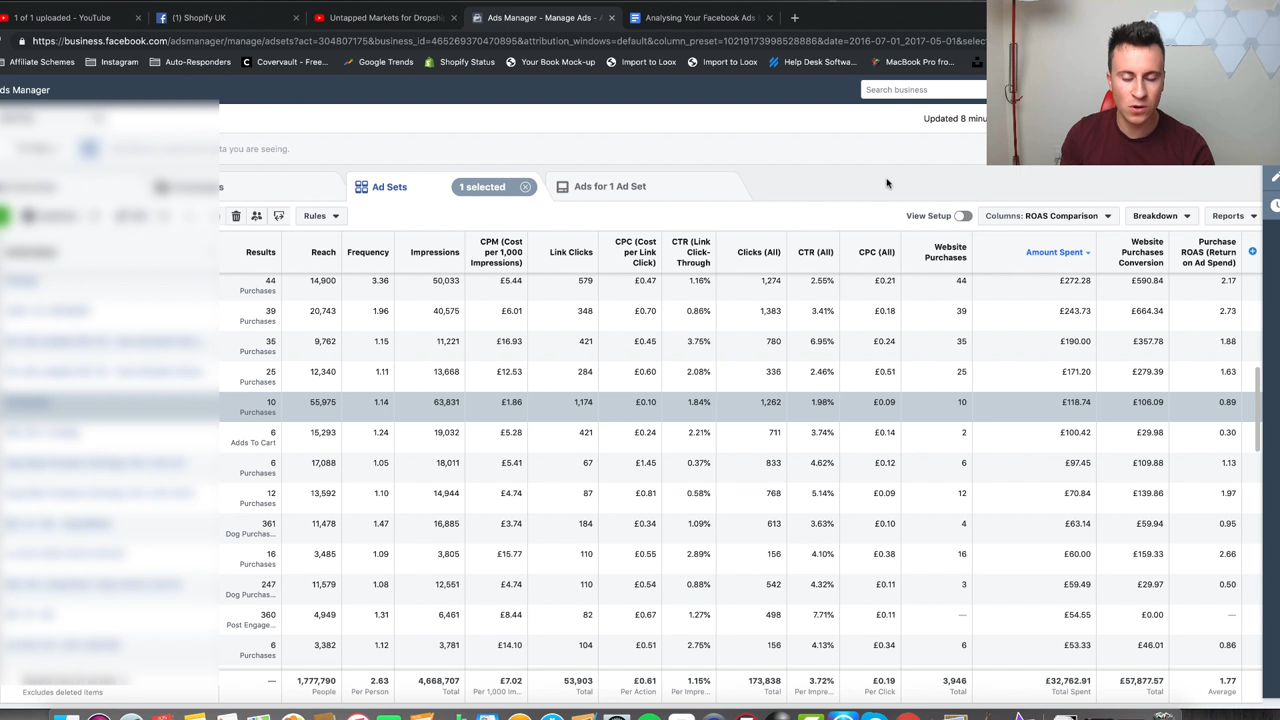 1 of 1 uploaded - YouTube
(1) Shopify UK
Untapped Markets for Dropsh
Ads Manager - Manage Ads - A
Analysing Your Facebook Ads
https://business.facebook.com/adsmanager/manage/adsets?act=304807175&business_id=465269370470895&attribution_windows=default&column_preset=10219173998528886&date=2016-07-01_2017-05-01&selec
Affiliate Schemes
Instagram
Auto-Responders
Covervault - Free...
Google Trends
Shopify Status
Your Book Mock-up
Import to Loox
Import to Loox
Help Desk Softwa...
MacBook Pro fro...
ds Manager
Search business
Updated 8 minu
ta you are seeing.
s
Ad Sets
1 selected
Ads for 1 Ad Set
Rules
View Setup
Columns: ROAS Comparison
Breakdown
Reports
Results Reach Frequency Impressions CPM (Cost per 1,000 Impressions) Link Clicks CPC (Cost per Link Click) CTR (Link Click-Through Clicks (All) CTR (All) CPC (All) Website Purchases Amount Spent Website Purchases Conversion Purchase ROAS (Return on Ad Spend)
44 14,900 3.36 50,033 £5.44 579 £0.47 1.16% 1,274 2.55% £0.21 44 £272.28 £590.84 2.17
Purchases
39 20,743 1.96 40,575 £6.01 348 £0.70 0.86% 1,383 3.41% £0.18 39 £243.73 £664.34 2.73
Purchases
35 9,762 1.15 11,221 £16.93 421 £0.45 3.75% 780 6.95% £0.24 35 £190.00 £357.78 1.88
Purchases
25 12,340 1.11 13,668 £12.53 284 £0.60 2.08% 336 2.46% £0.51 25 £171.20 £279.39 1.63
Purchases
10 55,975 1.14 63,831 £1.86 1,174 £0.10 1.84% 1,262 1.98% £0.09 10 £118.74 £106.09 0.89
Purchases
6 15,293 1.24 19,032 £5.28 421 £0.24 2.21% 711 3.74% £0.14 2 £100.42 £29.98 0.30
Adds To Cart
6 17,088 1.05 18,011 £5.41 67 £1.45 0.37% 833 4.62% £0.12 6 £97.45 £109.88 1.13
Purchases
12 13,592 1.10 14,944 £4.74 87 £0.81 0.58% 768 5.14% £0.09 12 £70.84 £139.86 1.97
Purchases
361 11,478 1.47 16,885 £3.74 184 £0.34 1.09% 613 3.63% £0.10 4 £63.14 £59.94 0.95
Dog Purchas...
16 3,485 1.09 3,805 £15.77 110 £0.55 2.89% 156 4.10% £0.38 16 £60.00 £159.33 2.66
Purchases
247 11,579 1.08 12,551 £4.74 110 £0.54 0.88% 542 4.32% £0.11 3 £59.49 £29.97 0.50
Dog Purchas...
360 4,949 1.31 6,461 £8.44 82 £0.67 1.27% 498 7.71% £0.11 — £54.55 £0.00 —
Post Engage...
6 3,382 1.12 3,781 £14.10 104 £0.51 2.75% 156 4.13% £0.34 6 £53.33 £46.01 0.86
Purchases
— 1,777,790 2.63 4,668,707 £7.02 53,903 £0.61 1.15% 173,838 3.72% £0.19 3,946 £32,762.91 £57,877.57 1.77
Excludes deleted items People Per Person Total Per 1,000 Im... Total Per Action Per Impre... Total Per Impre... Per Click Total Total Spent Total Average